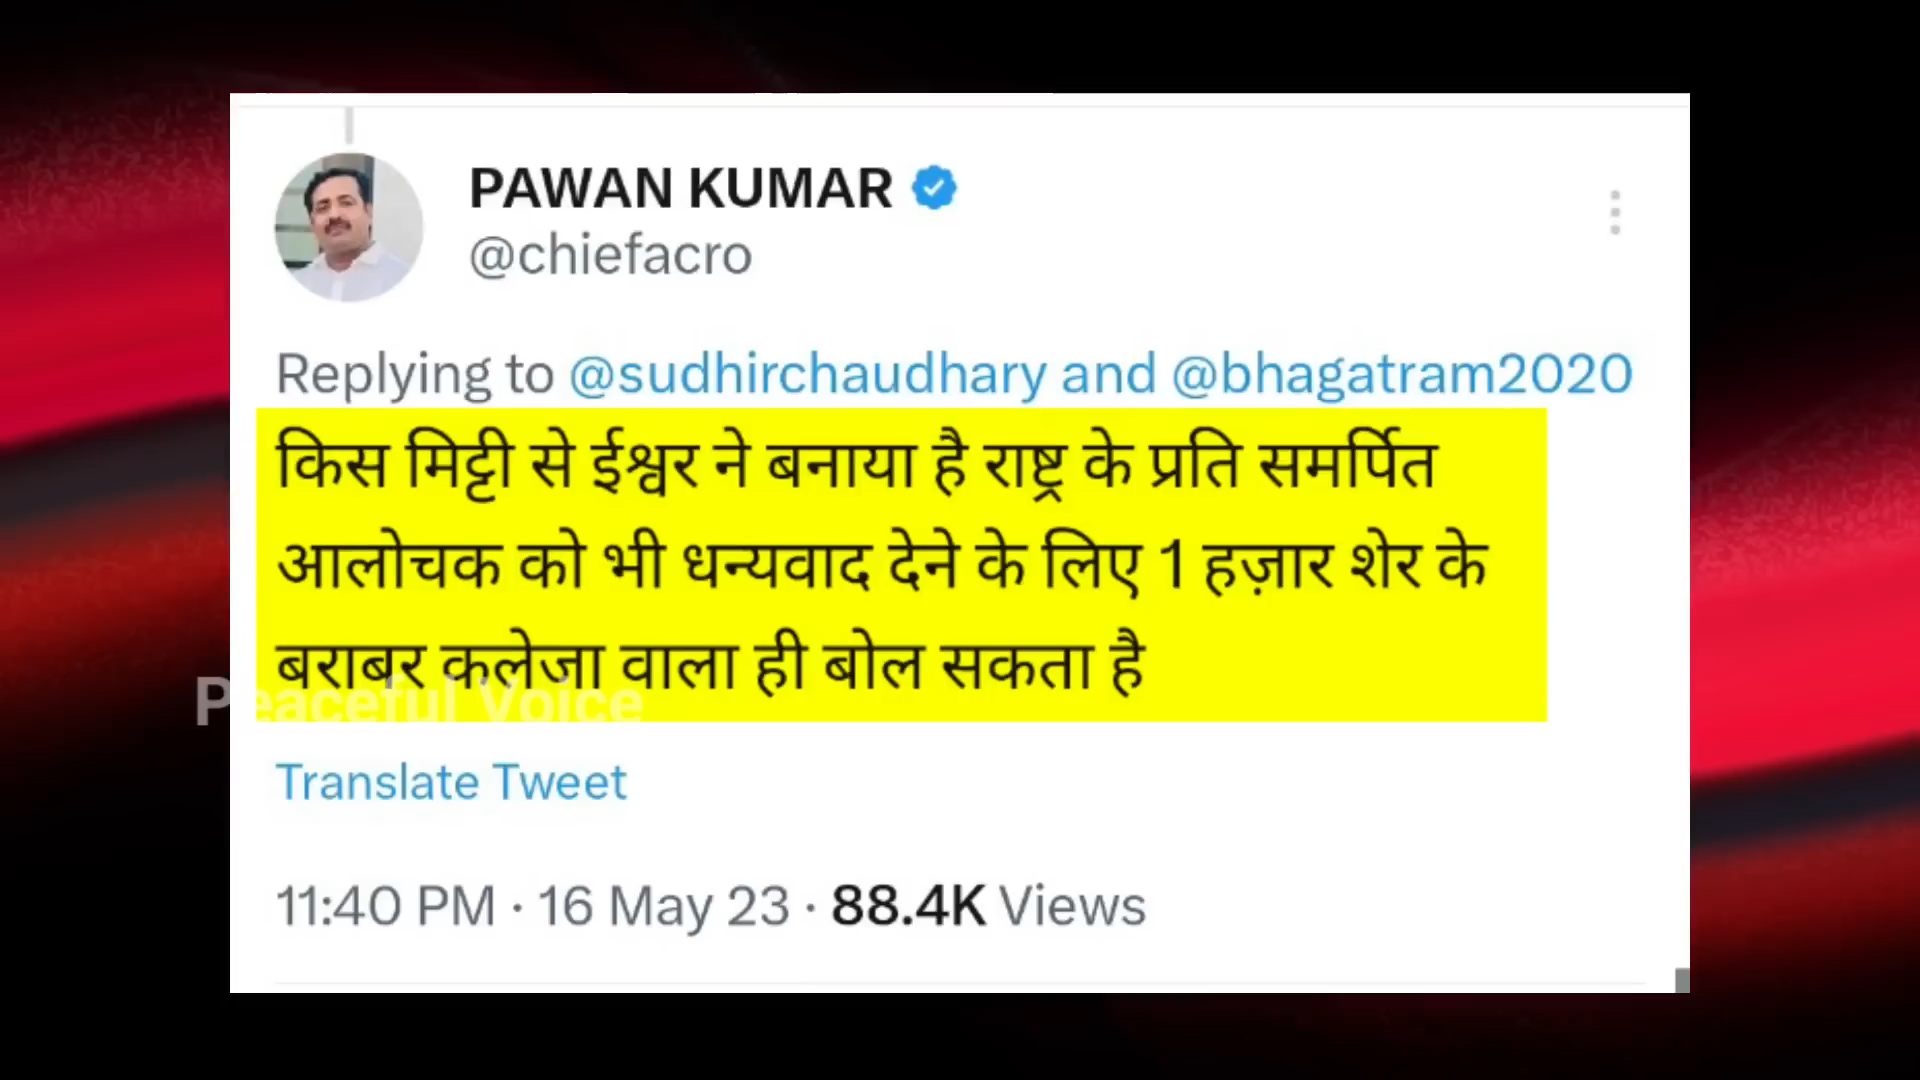 PAWAN KUMAR
@chiefacro
Replying to @sudhirchaudhary and @bhagatram2020
किस मिट्टी से ईश्वर ने बनाया है राष्ट्र के प्रति समर्पित
आलोचक को भी धन्यवाद देने के लिए 1 हज़ार शेर के
बराबर कलेजा वाला ही बोल सकता है
Peaceful Voice
Translate Tweet
11:40 PM · 16 May 23 · 88.4K Views